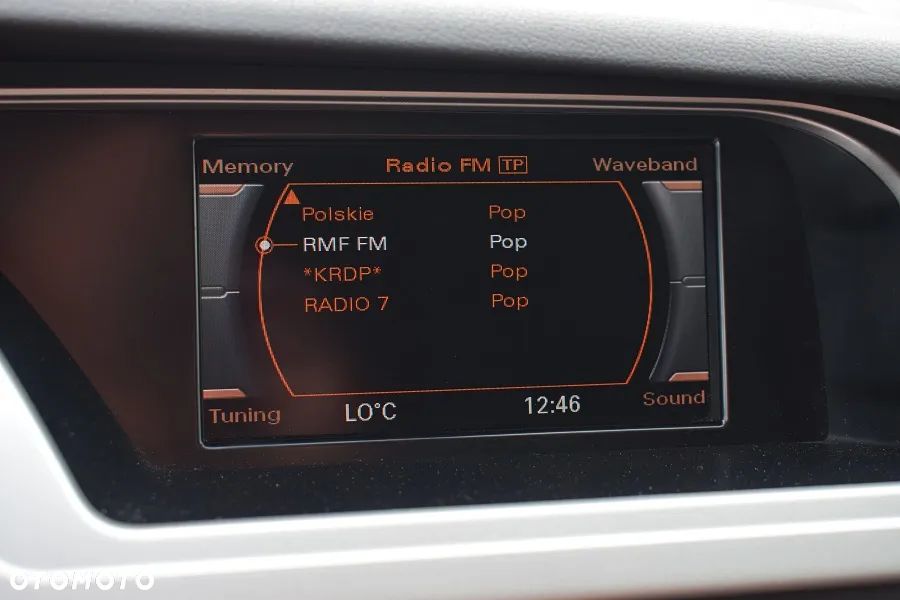 Memory Radio FM TP Waveband
Polskie Pop
RMF FM Pop
*KRDP* Pop
RADIO 7 Pop
Tuning LO°C 12:46 Sound
OTOMOTO